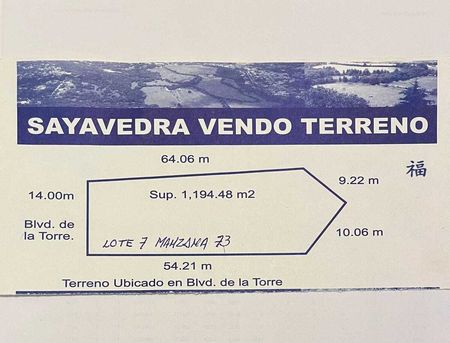 SAYAVEDRA VENDO TERRENO
64.06 m
福
9.22 m
14.00m
Sup. 1,194.48 m2
Blvd. de
la Torre.
10.06 m
LOTE 7 MANZANA 73
54.21 m
Terreno Ubicado en Blvd. de la Torre